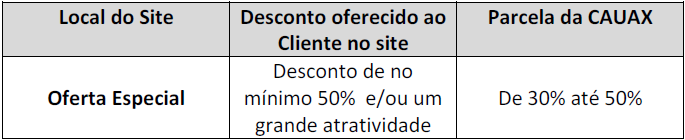 Local do Site
Desconto oferecido ao
Cliente no site
Parcela da CAUAX
Oferta Especial
Desconto de no
mínimo 50%  e/ou um
grande atratividade
De 30% até 50%